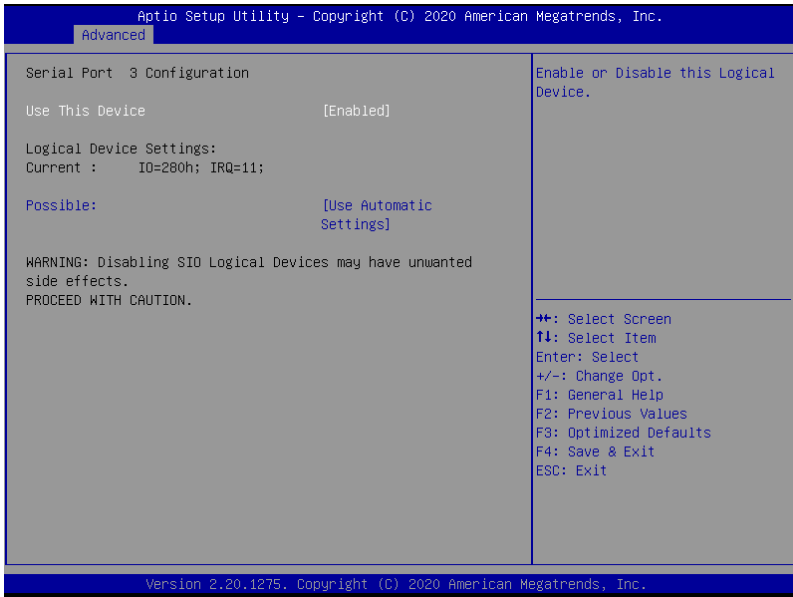 Aptio Setup Utility – Copyright (C) 2020 American Megatrends, Inc.
Advanced
Serial Port  3 Configuration
Use This Device [Enabled]
Logical Device Settings:
Current :     IO=280h; IRQ=11;
Possible: [Use Automatic
Settings]
WARNING: Disabling SIO Logical Devices may have unwanted
side effects.
PROCEED WITH CAUTION.
Enable or Disable this Logical
Device.
→←: Select Screen
↑↓: Select Item
Enter: Select
+/-: Change Opt.
F1: General Help
F2: Previous Values
F3: Optimized Defaults
F4: Save & Exit
ESC: Exit
Version 2.20.1275. Copyright (C) 2020 American Megatrends, Inc.